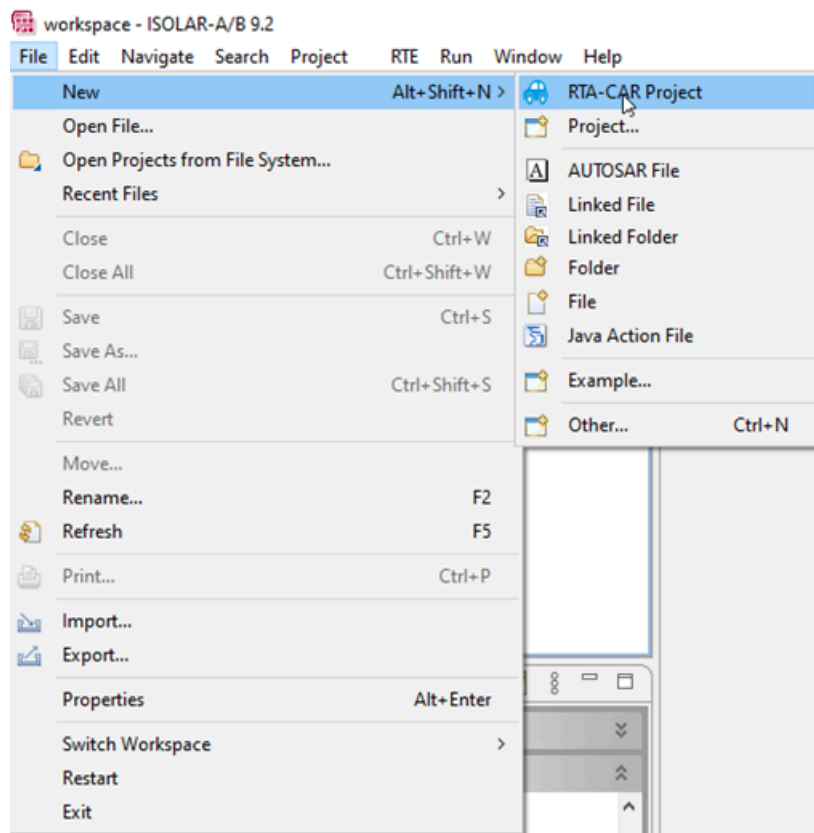 workspace - ISOLAR-A/B 9.2
File Edit Navigate Search Project RTE Run Window Help
New Alt+Shift+N >
Open File...
Open Projects from File System...
Recent Files >
Close Ctrl+W
Close All Ctrl+Shift+W
Save Ctrl+S
Save As...
Save All Ctrl+Shift+S
Revert
Move...
Rename... F2
Refresh F5
Print... Ctrl+P
Import...
Export...
Properties Alt+Enter
Switch Workspace >
Restart
Exit
RTA-CAR Project
Project...
A AUTOSAR File
Linked File
Linked Folder
Folder
File
Java Action File
Example...
Other... Ctrl+N